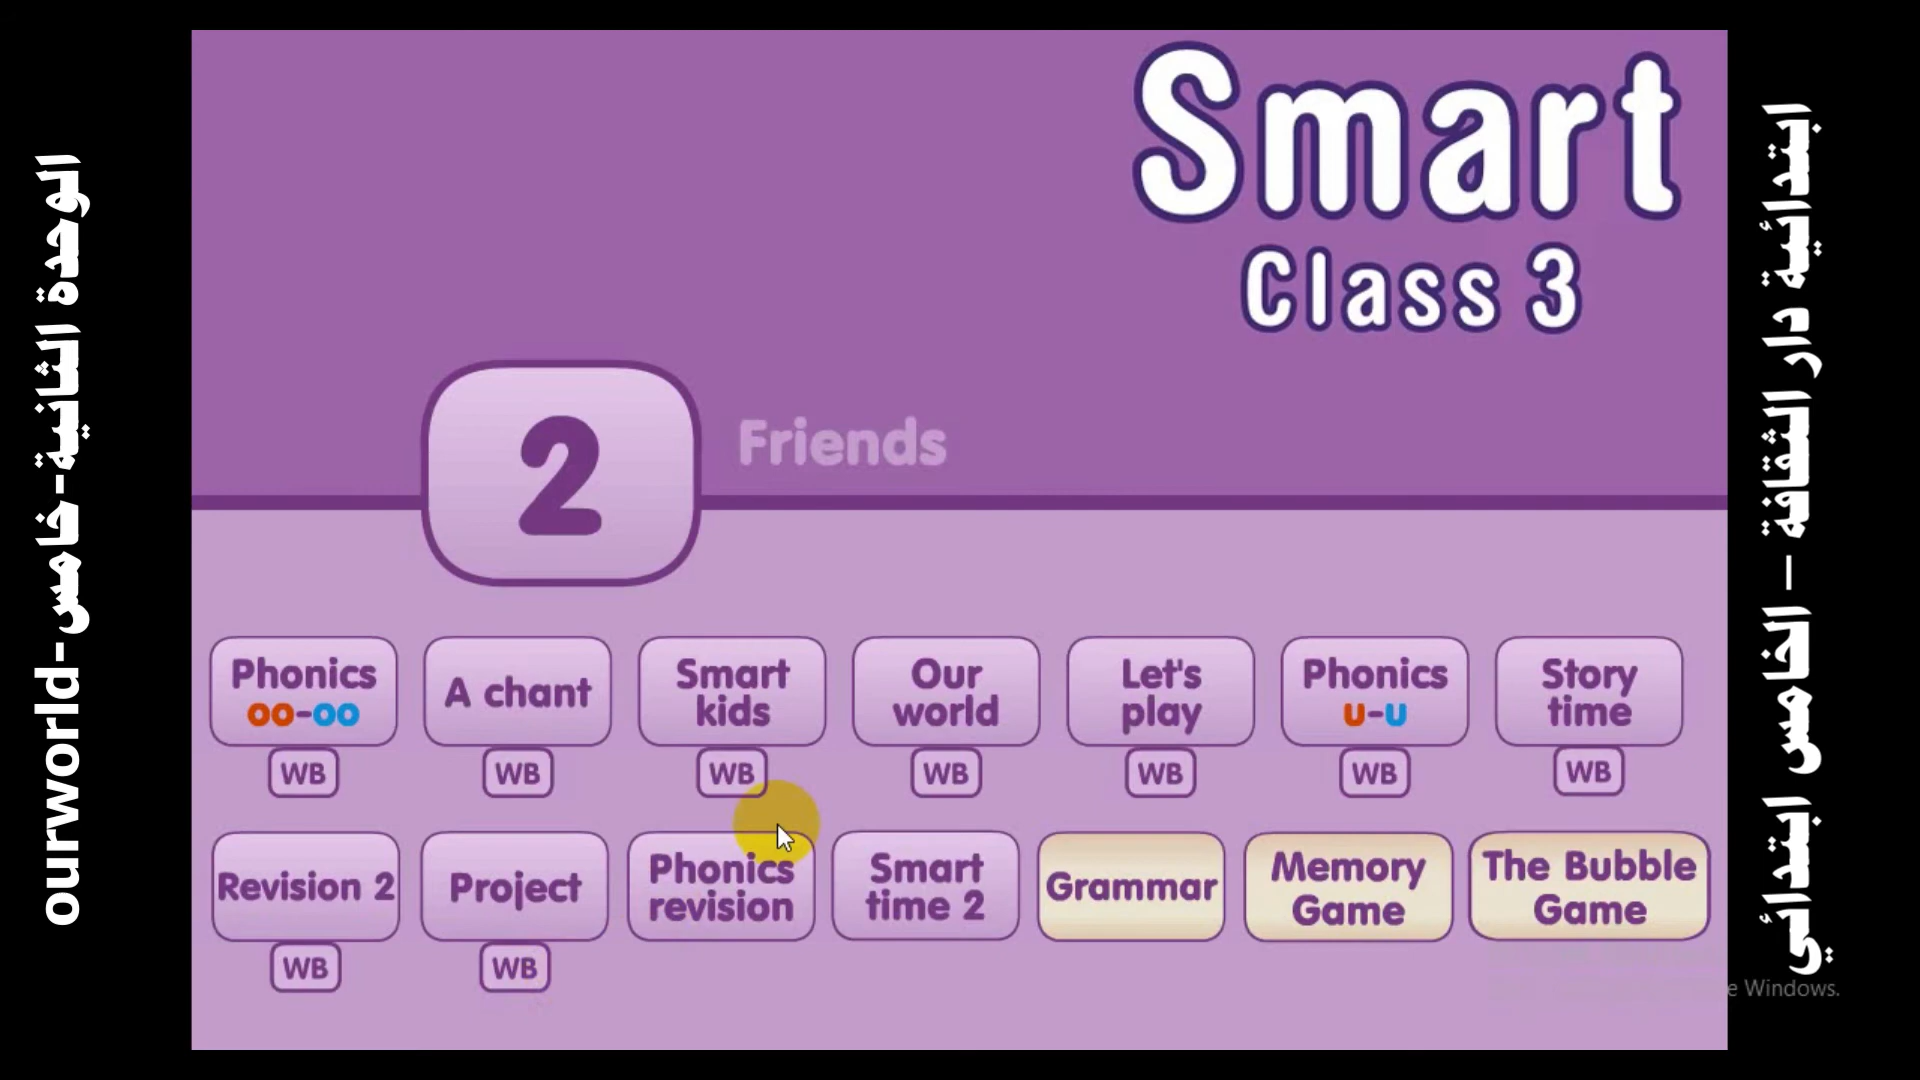 الوحدة الثانية-خامس-ourworld
Smart
Class 3
2
Friends
Phonics
oo-oo
WB
A chant
WB
Smart
kids
WB
Our
world
WB
Let's
play
WB
Phonics
u-u
WB
Story
time
WB
Revision 2
WB
Project
WB
Phonics
revision
Smart
time 2
Grammar
Memory
Game
The Bubble
Game
ابتدائية دار الثقافة – الخامس ابتدائي
e Windows.